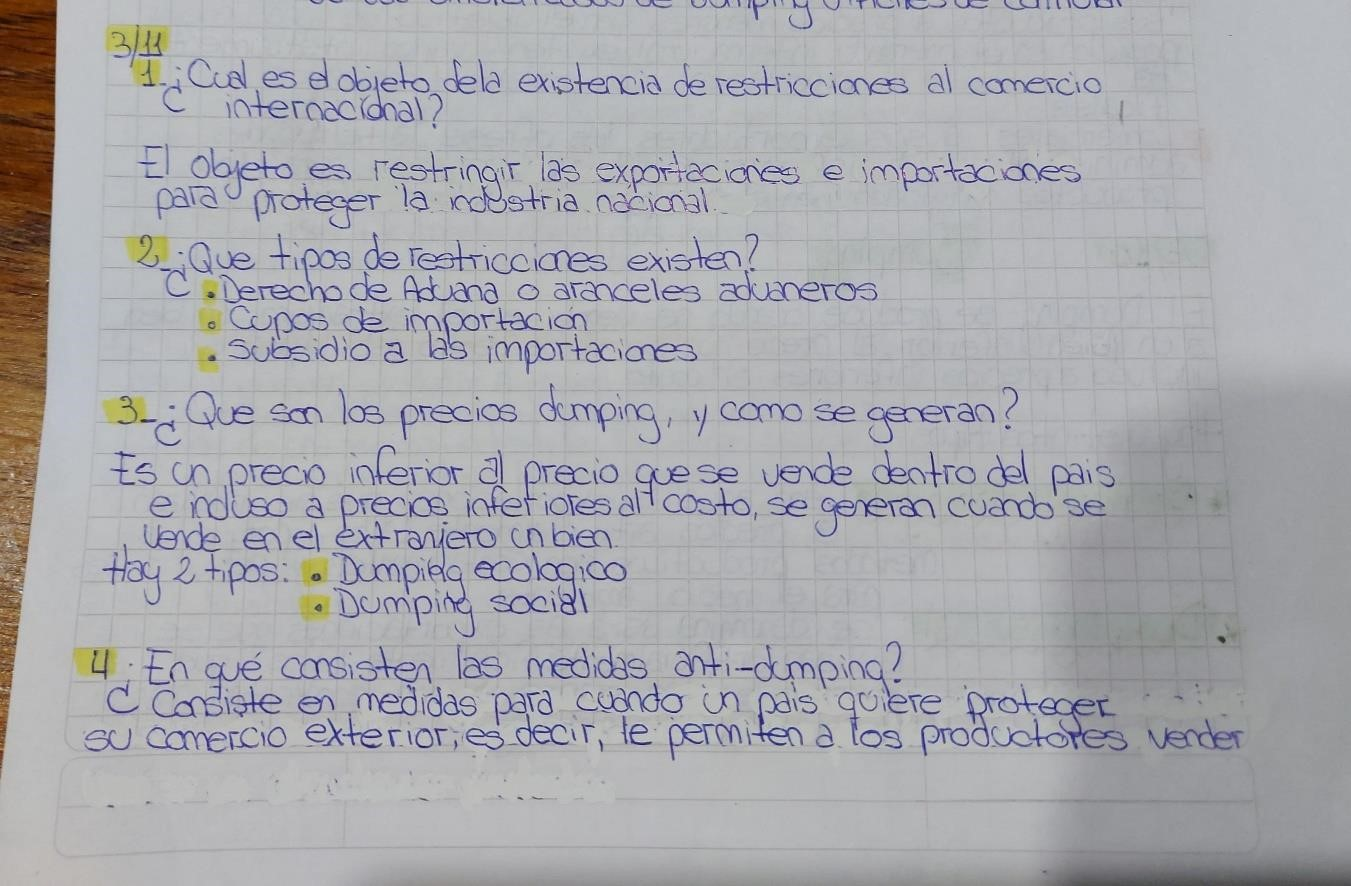 dumping
3/11
1-¿Cual es el objeto dela existencia de restricciones al comercio
internacional?
El objeto es restringir las exportaciones e importaciones
para proteger la industria nacional.
2-¿Que tipos de restricciones existen?
• Derecho de Aduana o aranceles aduaneros
• Cupos de importación
• Subsidio a las importaciones
3-¿Que son los precios dumping, y como se generan?
Es un precio inferior al precio que se vende dentro del pais
e incluso a precios inferiores al costo, se generan cuando se
vende en el extranjero un bien.
Hay 2 tipos: • Dumping ecologico
• Dumping social
4 ¿En qué consisten las medidas anti-dumping?
Consiste en medidas para cuando un pais quiere proteger
su comercio exterior, es decir, le permiten a los productores vender